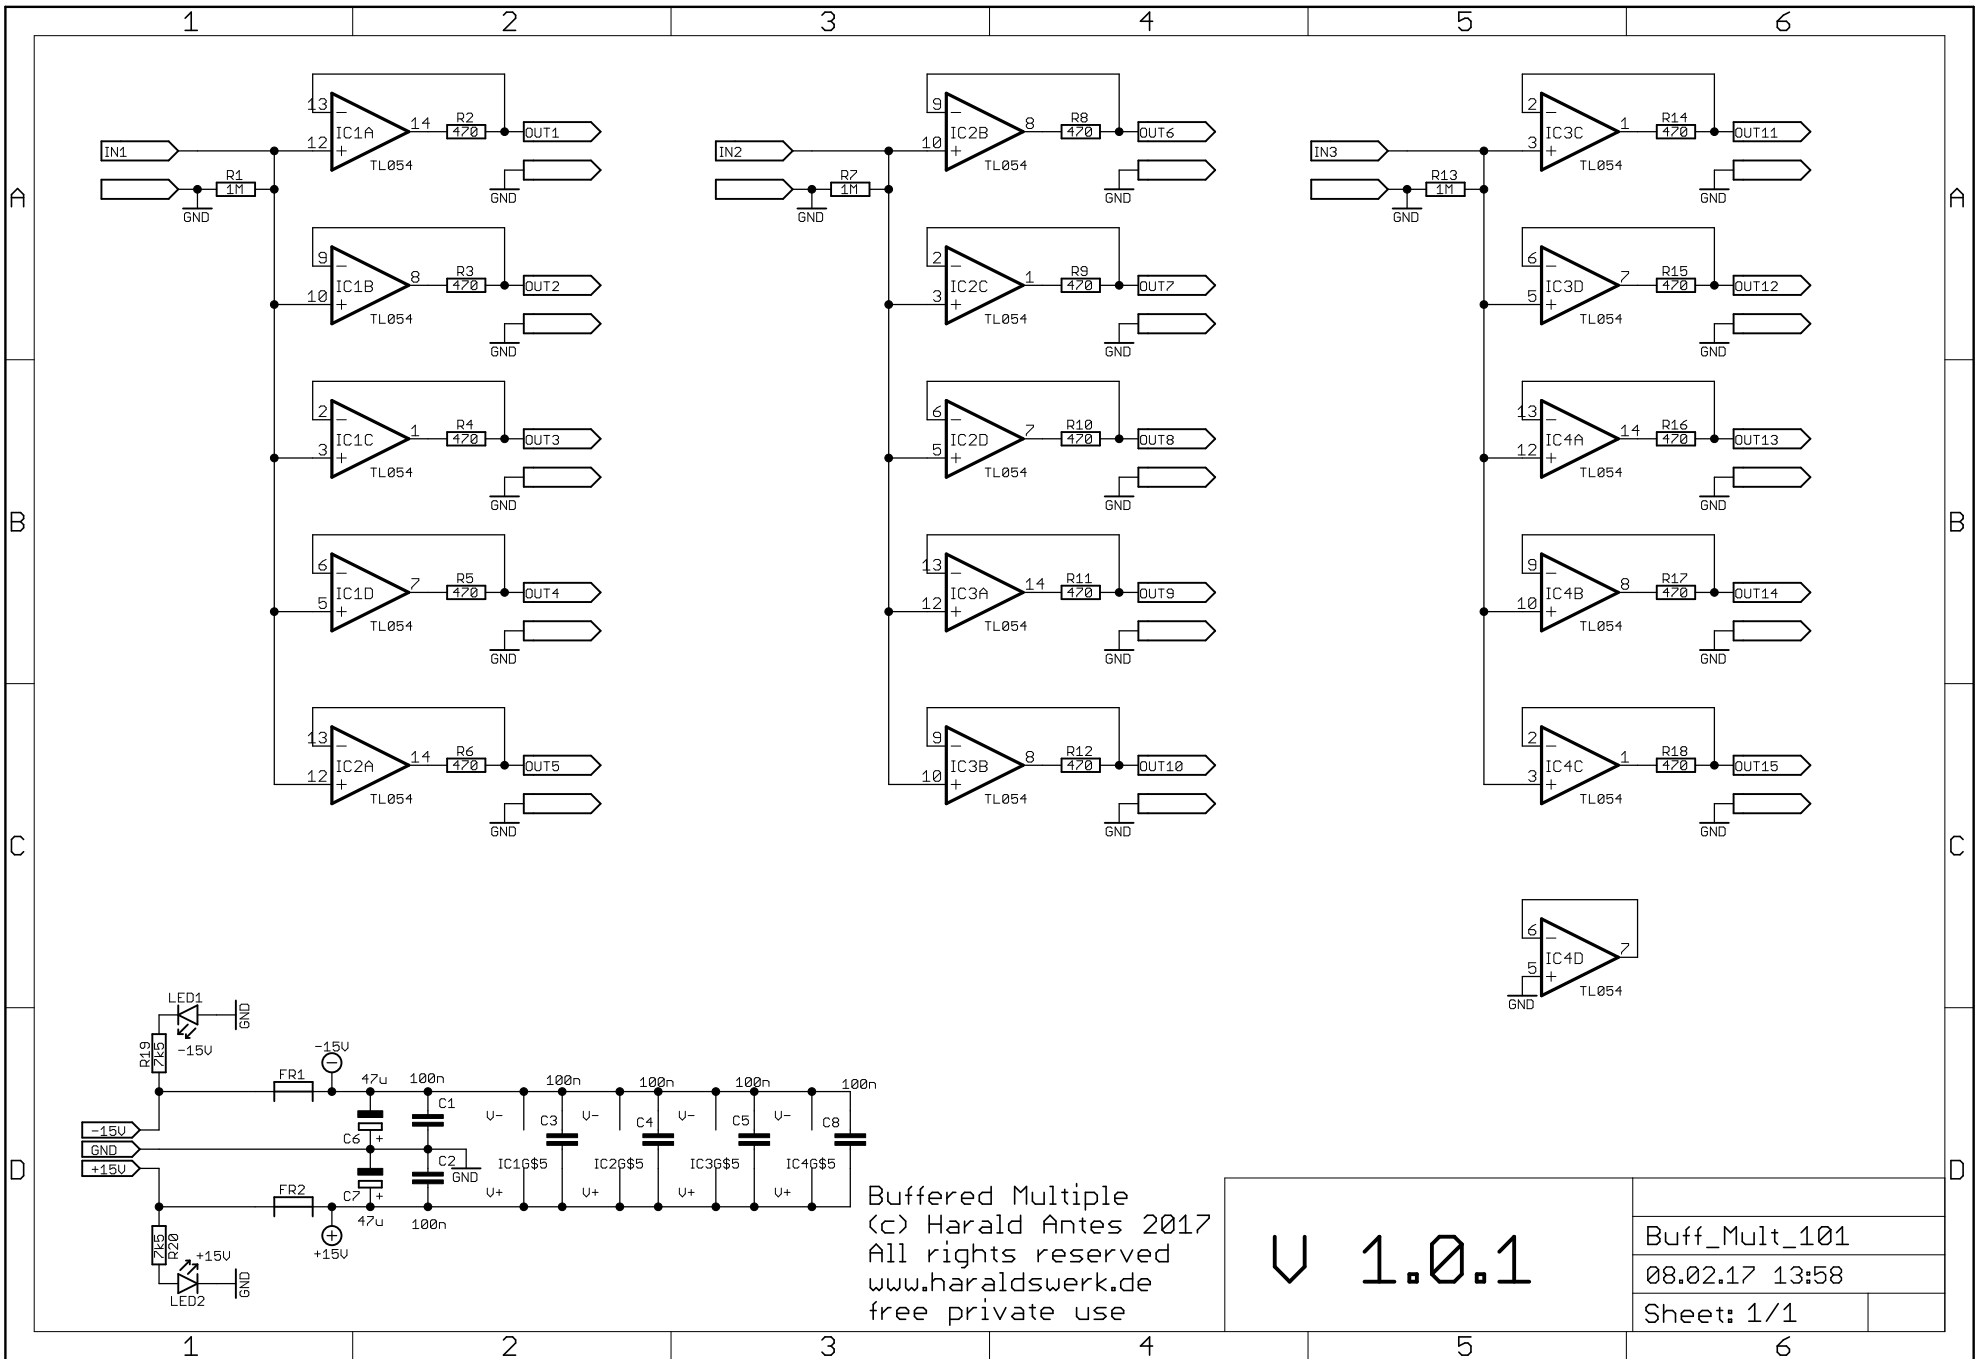 1 2 3 4 5 6
A A
B B
C C
D D
IN1
R1
1M
GND
13
12
IC1A
14
TL054
R2
470
OUT1
GND
9
10
IC1B
8
TL054
R3
470
OUT2
GND
2
3
IC1C
1
TL054
R4
470
OUT3
GND
6
5
IC1D
7
TL054
R5
470
OUT4
GND
13
12
IC2A
14
TL054
R6
470
OUT5
GND
IN2
R7
1M
GND
9
10
IC2B
8
TL054
R8
470
OUT6
GND
2
3
IC2C
1
TL054
R9
470
OUT7
GND
6
5
IC2D
7
TL054
R10
470
OUT8
GND
13
12
IC3A
14
TL054
R11
470
OUT9
GND
9
10
IC3B
8
TL054
R12
470
OUT10
GND
IN3
R13
1M
GND
2
3
IC3C
1
TL054
R14
470
OUT11
GND
6
5
IC3D
7
TL054
R15
470
OUT12
GND
13
12
IC4A
14
TL054
R16
470
OUT13
GND
9
10
IC4B
8
TL054
R17
470
OUT14
GND
2
3
IC4C
1
TL054
R18
470
OUT15
GND
6
5
IC4D
7
TL054
GND
LED1
GND
-15V
R19
7k5
FR1
-15V
47u
100n
C1
C6
+
-15V
GND
+15V
C2
GND
C7
+
47u
100n
FR2
+15V
R20
7k5
+15V
LED2
GND
V-
IC1G$5
V+
100n
C3
V-
IC2G$5
V+
100n
C4
V-
IC3G$5
V+
100n
C5
V-
IC4G$5
V+
100n
C8
Buffered Multiple
(c) Harald Antes 2017
All rights reserved
www.haraldswerk.de
free private use
V 1.0.1
Buff_Mult_101
08.02.17 13:58
Sheet: 1/1
1 2 3 4 5 6